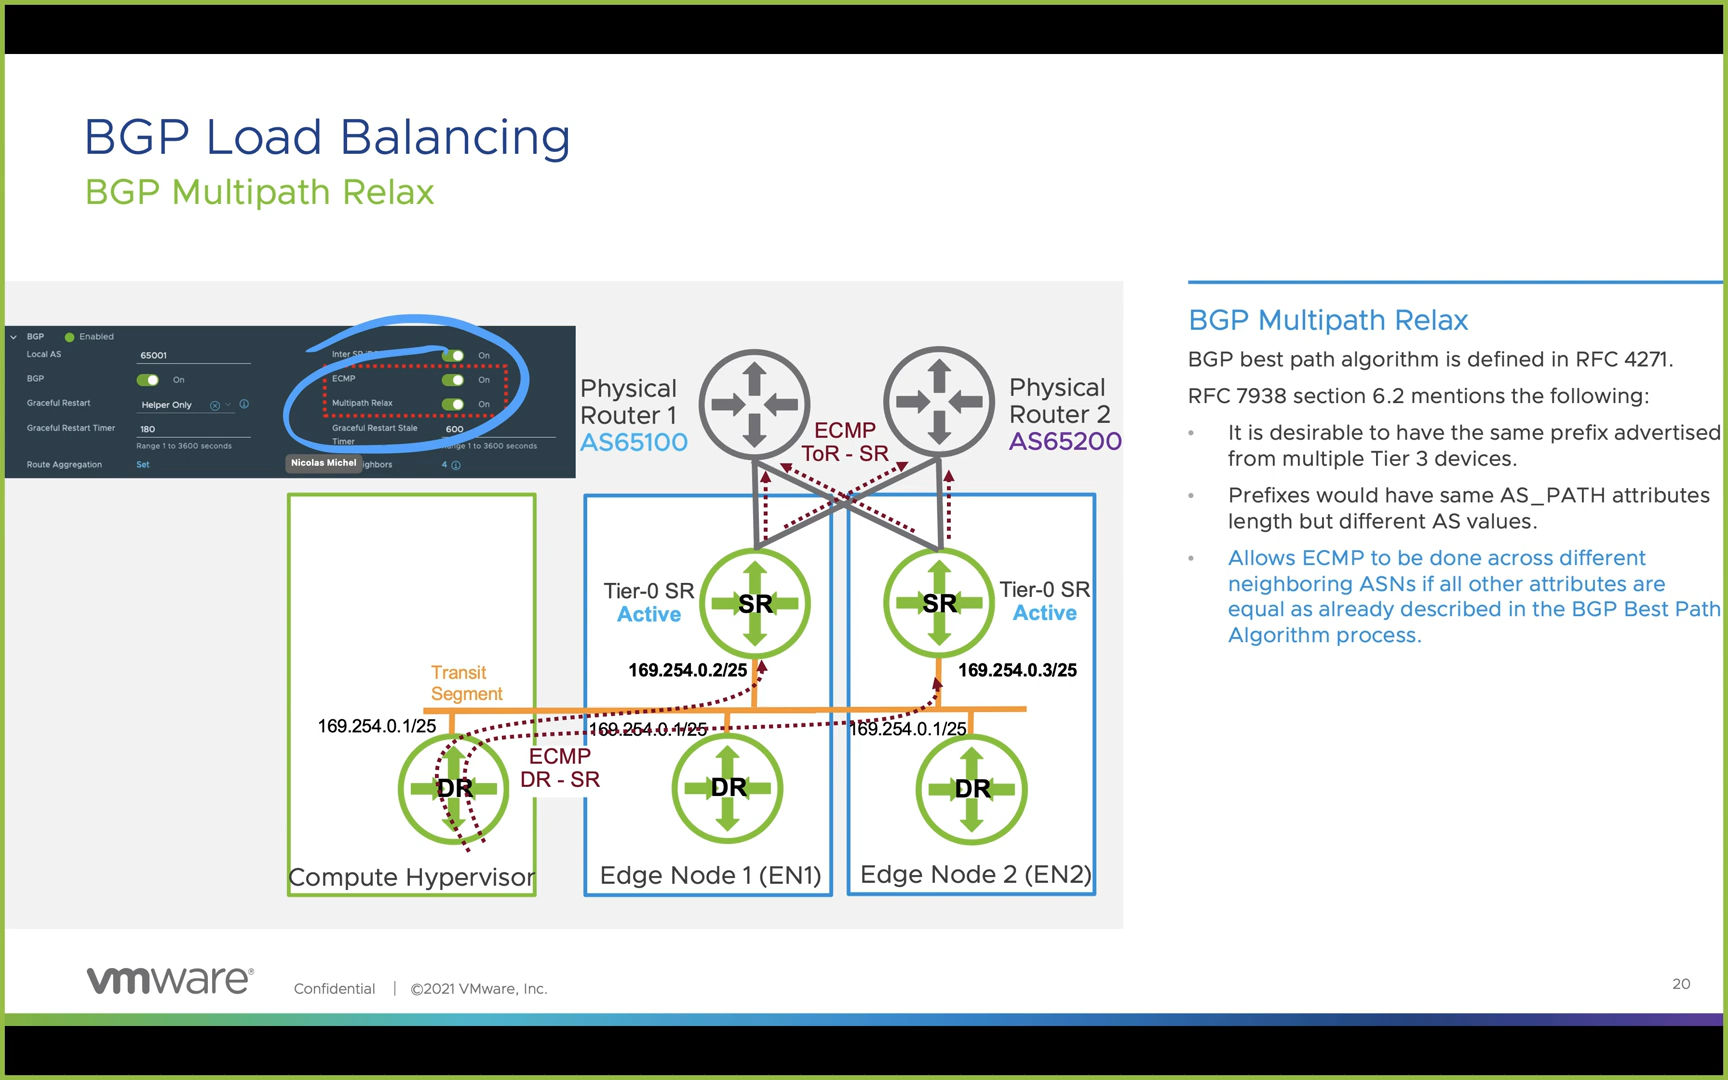 BGP Load Balancing
BGP Multipath Relax
BGP Enabled
Local AS 65001
BGP On
Graceful Restart Helper Only
Graceful Restart Timer 180
Range 1 to 3600 seconds
Route Aggregation Set
Inter SR On
ECMP On
Multipath Relax On
Graceful Restart Stale 600
Timer
Range 1 to 3600 seconds
Nicolas Michel
4
Physical
Router 1
AS65100
ECMP
ToR - SR
Physical
Router 2
AS65200
Tier-0 SR
Active
SR
SR
Tier-0 SR
Active
169.254.0.2/25
169.254.0.3/25
Transit
Segment
169.254.0.1/25
169.254.0.1/25
169.254.0.1/25
ECMP
DR - SR
DR
DR
DR
Compute Hypervisor
Edge Node 1 (EN1)
Edge Node 2 (EN2)
BGP Multipath Relax
BGP best path algorithm is defined in RFC 4271.
RFC 7938 section 6.2 mentions the following:
• It is desirable to have the same prefix advertised
from multiple Tier 3 devices.
• Prefixes would have same AS_PATH attributes
length but different AS values.
• Allows ECMP to be done across different
neighboring ASNs if all other attributes are
equal as already described in the BGP Best Path
Algorithm process.
vmware®
Confidential | ©2021 VMware, Inc.
20